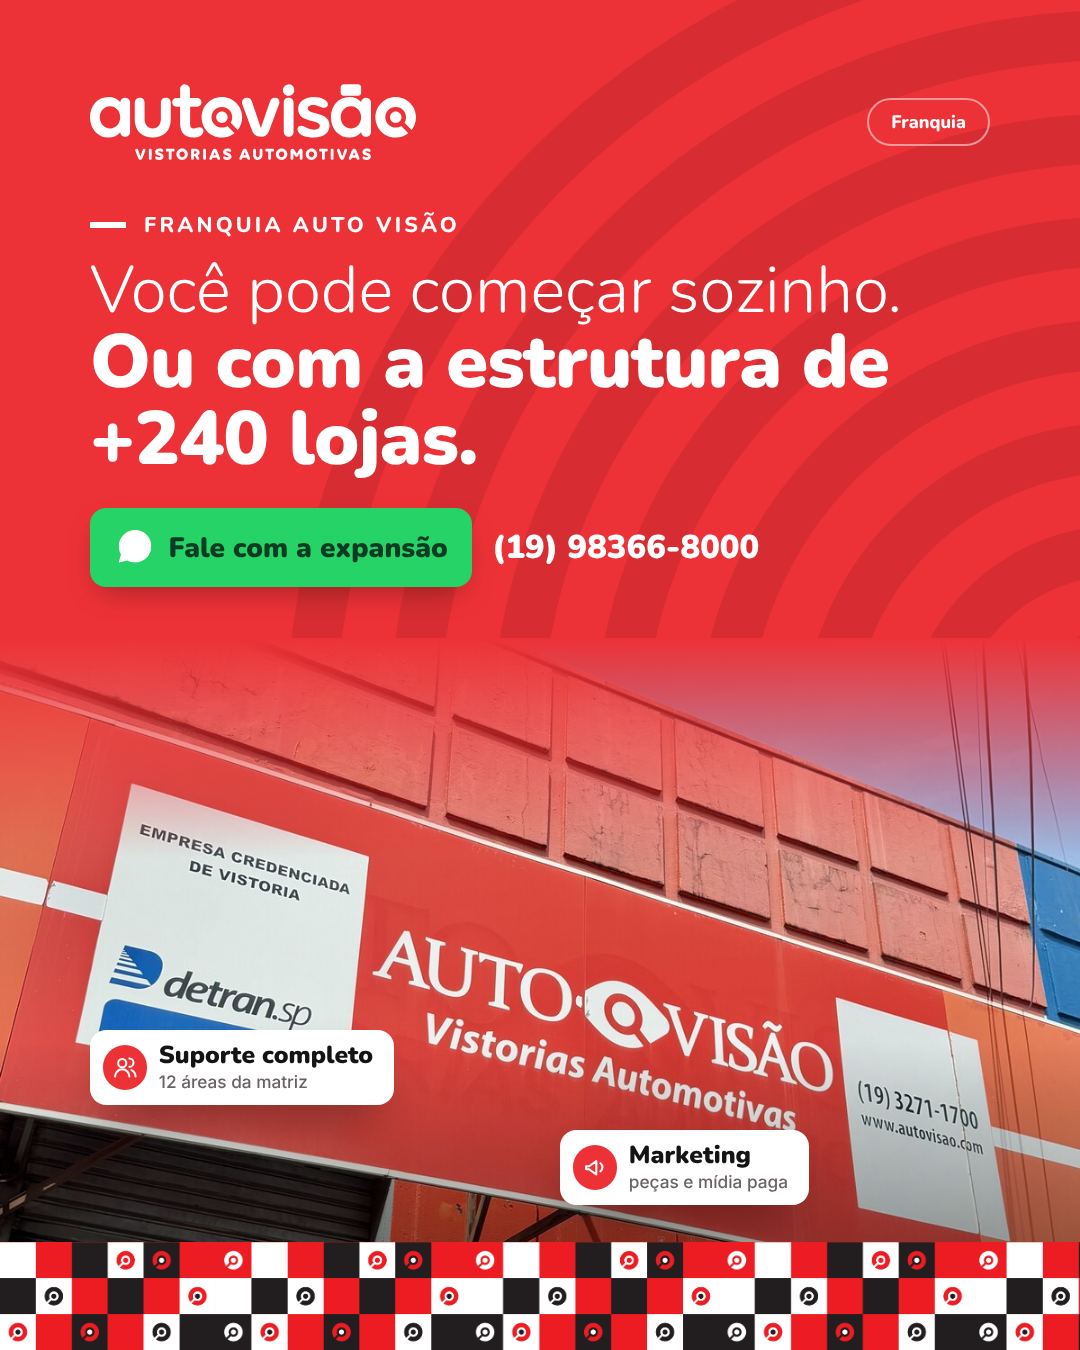 autovisão
VISTORIAS AUTOMOTIVAS
Franquia
FRANQUIA AUTO VISÃO
Você pode começar sozinho.
Ou com a estrutura de
+240 lojas.
Fale com a expansão
(19) 98366-8000
EMPRESA CREDENCIADA
DE VISTORIA
detran.sp
AUTO VISÃO
Vistorias Automotivas
(19) 3271-1700
www.autovisao.com
Suporte completo
12 áreas da matriz
Marketing
peças e mídia paga